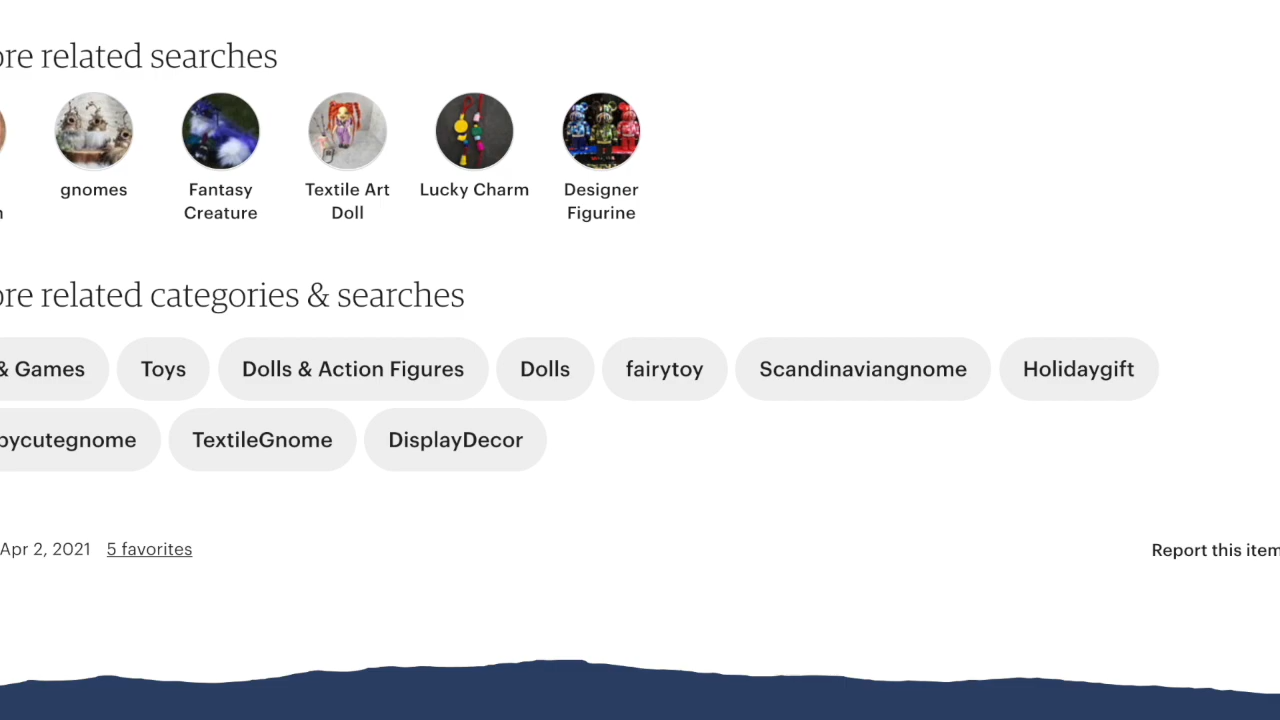 ore related searches
gnomes
Fantasy
Creature
Textile Art
Doll
Lucky Charm
Designer
Figurine
ore related categories & searches
& Games
Toys
Dolls & Action Figures
Dolls
fairytoy
Scandinaviangnome
Holidaygift
bycutegnome
TextileGnome
DisplayDecor
Apr 2, 2021
5 favorites
Report this item